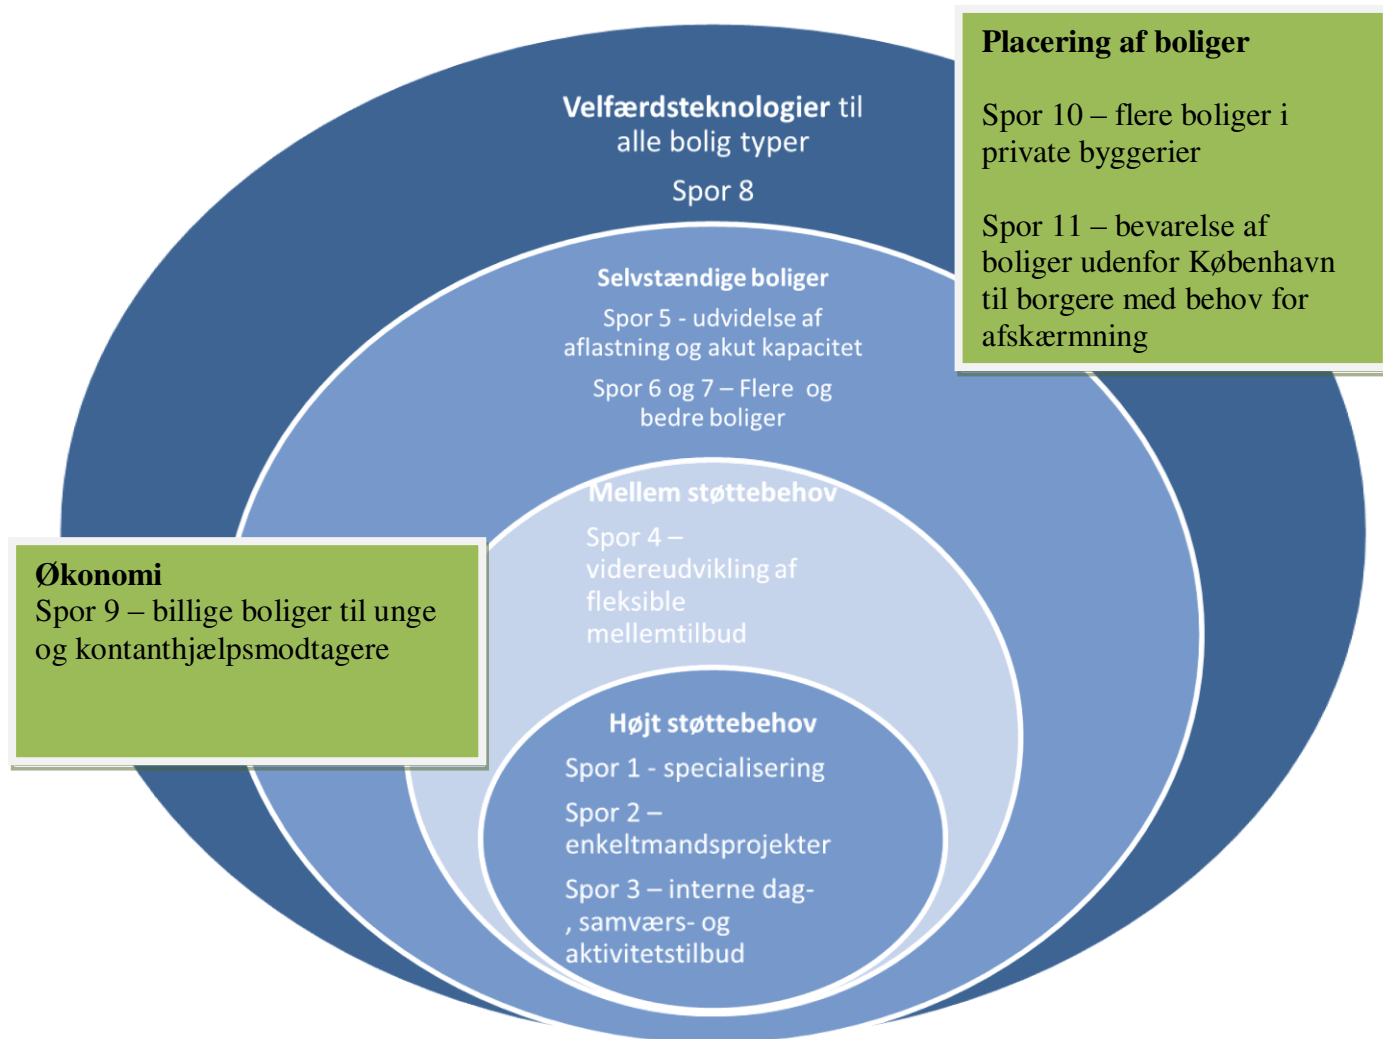 Velfærdsteknologier til
alle bolig typer
Spor 8
Placering af boliger
Spor 10 – flere boliger i
private byggerier
Spor 11 – bevarelse af
boliger udenfor København
til borgere med behov for
afskærmning
Selvstændige boliger
Spor 5 - udvidelse af
aflastning og akut kapacitet
Spor 6 og 7 – Flere og
bedre boliger
Mellem støttebehov
Spor 4 –
videreudvikling af
fleksible
mellemtilbud
Økonomi
Spor 9 – billige boliger til unge
og kontanthjælpsmodtagere
Højt støttebehov
Spor 1 - specialisering
Spor 2 –
enkeltmandsprojekter
Spor 3 – interne dag-
, samværs- og
aktivitetstilbud